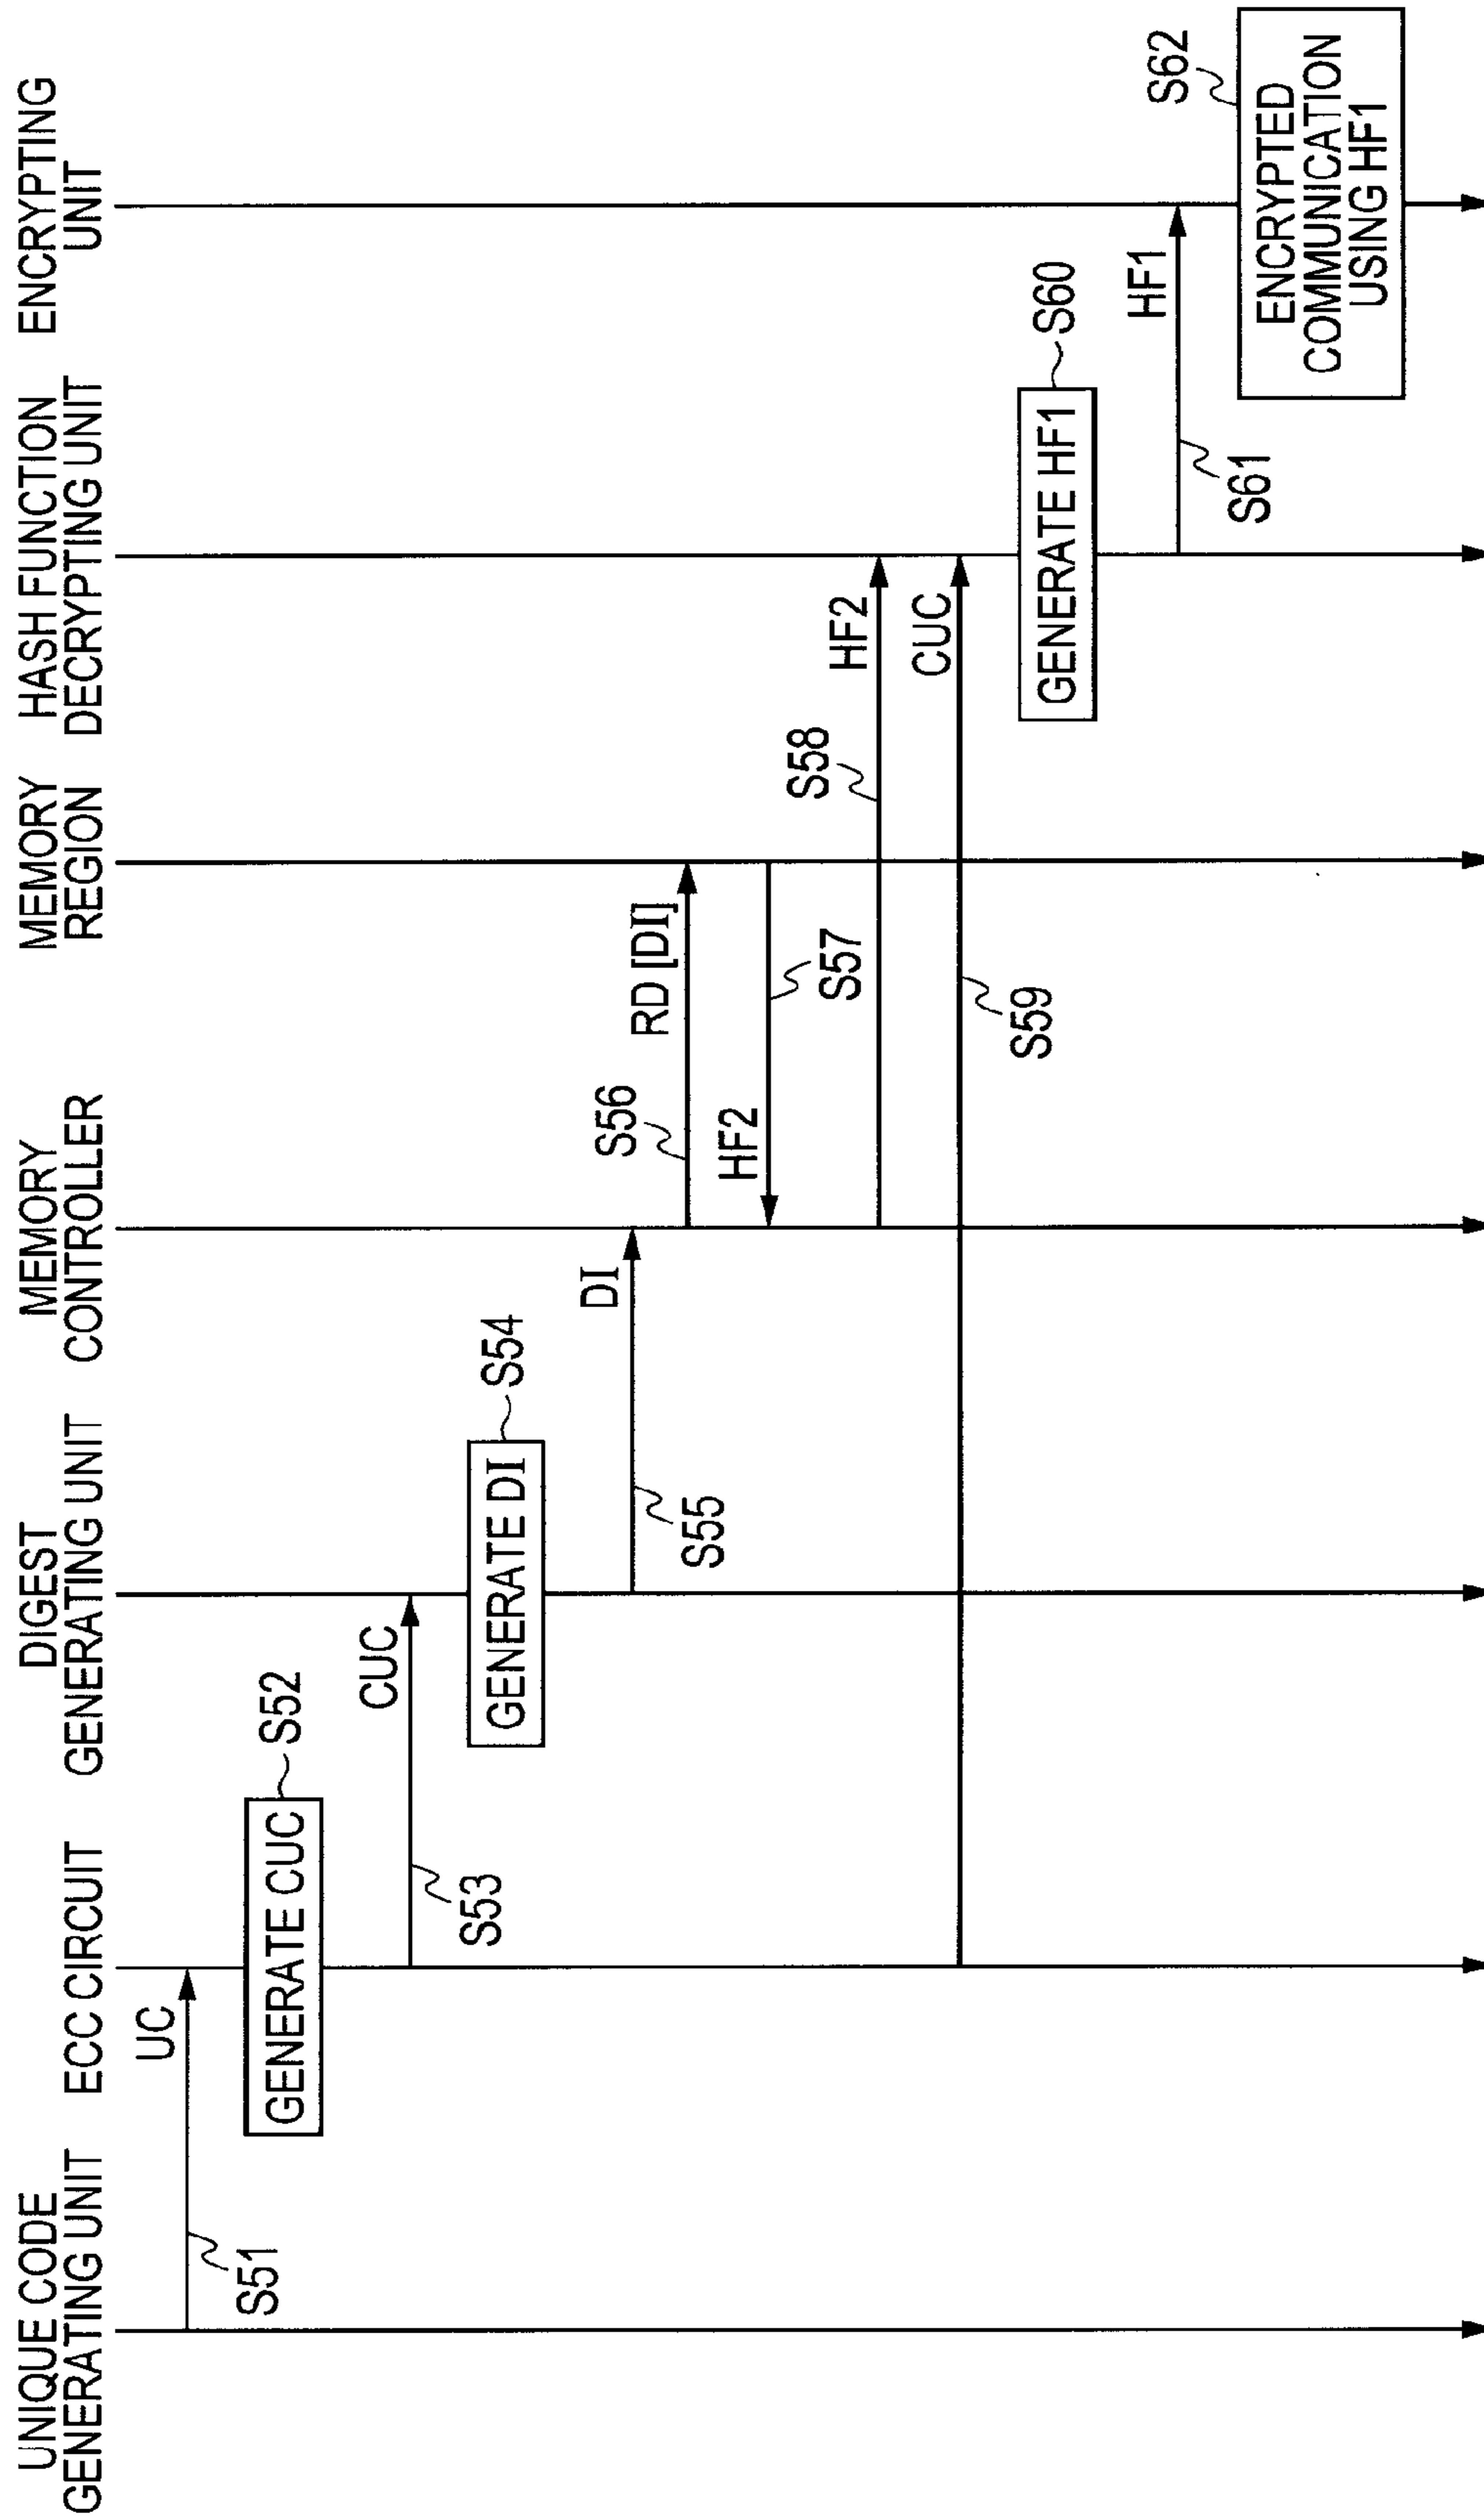 UNIQUE CODE
GENERATING UNIT
ECC CIRCUIT
DIGEST
GENERATING UNIT
MEMORY
CONTROLLER
MEMORY
REGION
HASH FUNCTION
DECRYPTING UNIT
ENCRYPTING
UNIT
UC
S51
GENERATE CUC
S52
CUC
S53
GENERATE DI
S54
DI
S55
S56
RD [DI]
HF2
S57
S58
HF2
CUC
S59
GENERATE HF1
S60
HF1
S61
S62
ENCRYPTED
COMMUNICATION
USING HF1